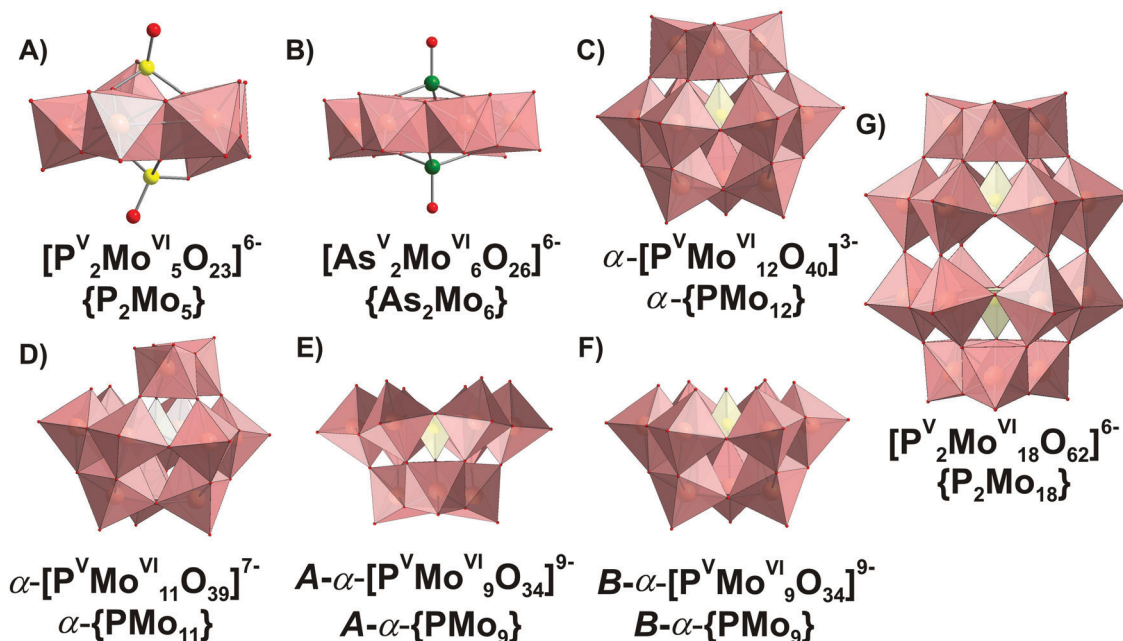 A)
[Pⱽ₂Moⱽᴵ₅O₂₃]⁶⁻
{P₂Mo₅}
B)
[Asⱽ₂Moⱽᴵ₆O₂₆]⁶⁻
{As₂Mo₆}
C)
α-[PⱽMoⱽᴵ₁₂O₄₀]³⁻
α-{PMo₁₂}
G)
[Pⱽ₂Moⱽᴵ₁₈O₆₂]⁶⁻
{P₂Mo₁₈}
D)
α-[PⱽMoⱽᴵ₁₁O₃₉]⁷⁻
α-{PMo₁₁}
E)
A-α-[PⱽMoⱽᴵ₉O₃₄]⁹⁻
A-α-{PMo₉}
F)
B-α-[PⱽMoⱽᴵ₉O₃₄]⁹⁻
B-α-{PMo₉}